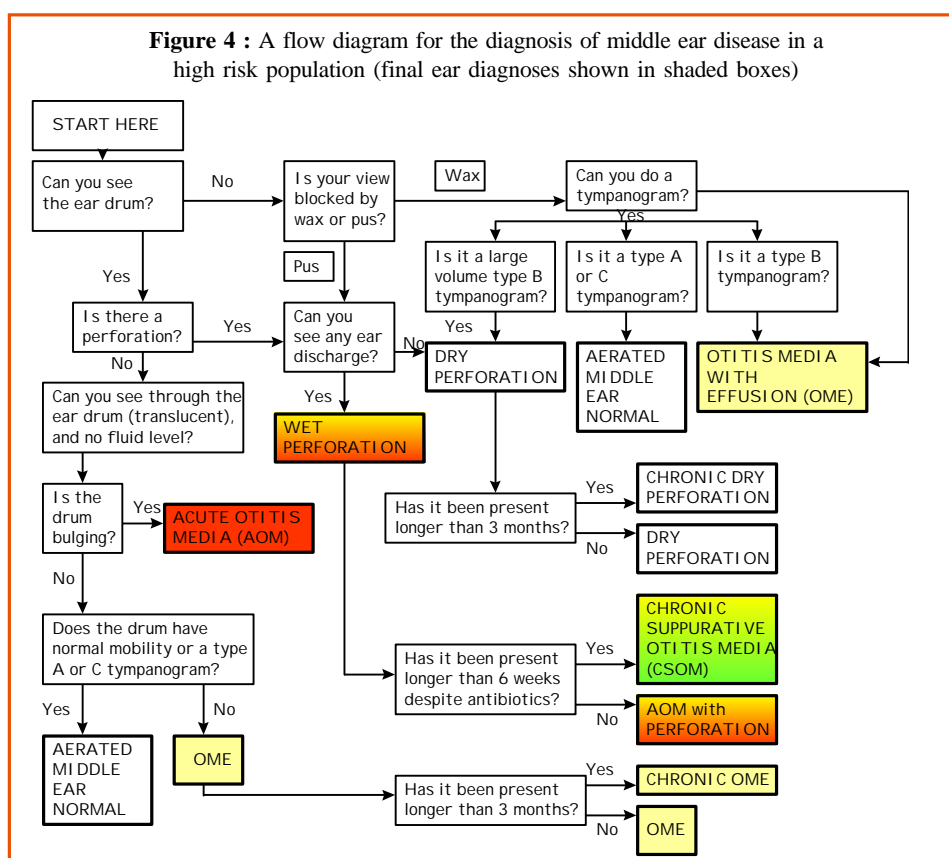 Figure 4 : A flow diagram for the diagnosis of middle ear disease in a
high risk population (final ear diagnoses shown in shaded boxes)
START HERE
Can you see
the ear drum?
No
Is your view
blocked by
wax or pus?
Wax
Can you do a
tympanogram?
Yes
Pus
Is it a large
volume type B
tympanogram?
Is it a type A
or C
tympanogram?
Is it a type B
tympanogram?
Yes
Is there a
perforation?
Yes
Can you
see any ear
discharge?
No
Yes
DRY
PERFORATION
AERATED
MIDDLE
EAR
NORMAL
OTITIS MEDIA
WITH
EFFUSION (OME)
No
Can you see through the
ear drum (translucent),
and no fluid level?
Yes
WET
PERFORATION
Is the
drum
bulging?
Yes
ACUTE OTITIS
MEDIA (AOM)
Has it been present
longer than 3 months?
Yes
CHRONIC DRY
PERFORATION
No
DRY
PERFORATION
No
Does the drum have
normal mobility or a type
A or C tympanogram?
Has it been present
longer than 6 weeks
despite antibiotics?
Yes
CHRONIC
SUPPURATIVE
OTITIS MEDIA
(CSOM)
No
AOM with
PERFORATION
Yes
AERATED
MIDDLE
EAR
NORMAL
No
OME
Has it been present
longer than 3 months?
Yes
CHRONIC OME
No
OME